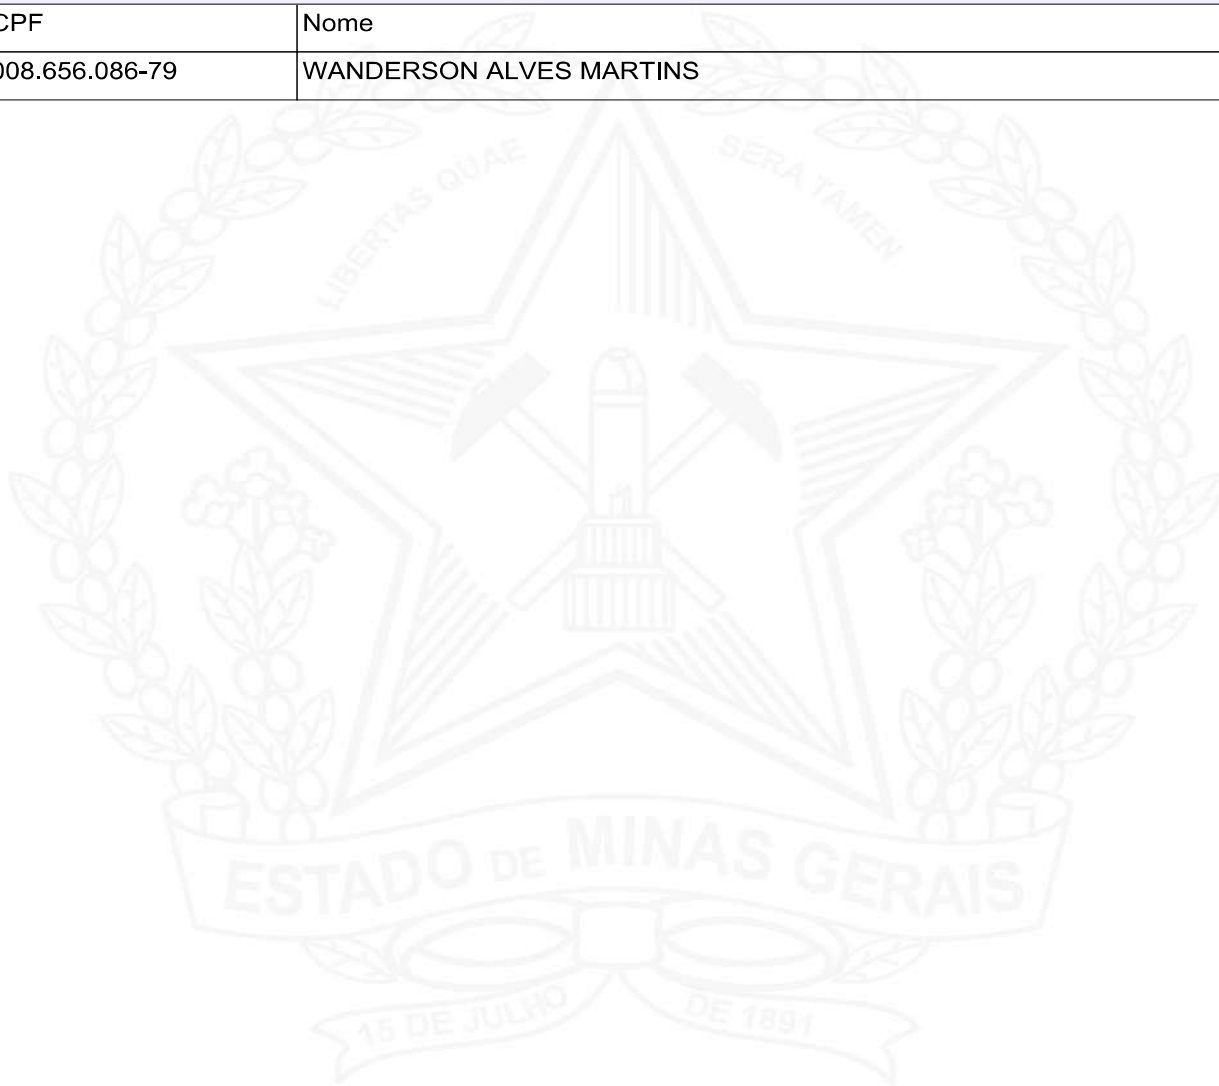 CPF Nome
008.656.086-79 WANDERSON ALVES MARTINS
LIBERTAS QUAE SERA TAMEN
ESTADO DE MINAS GERAIS
15 DE JULHO DE 1891